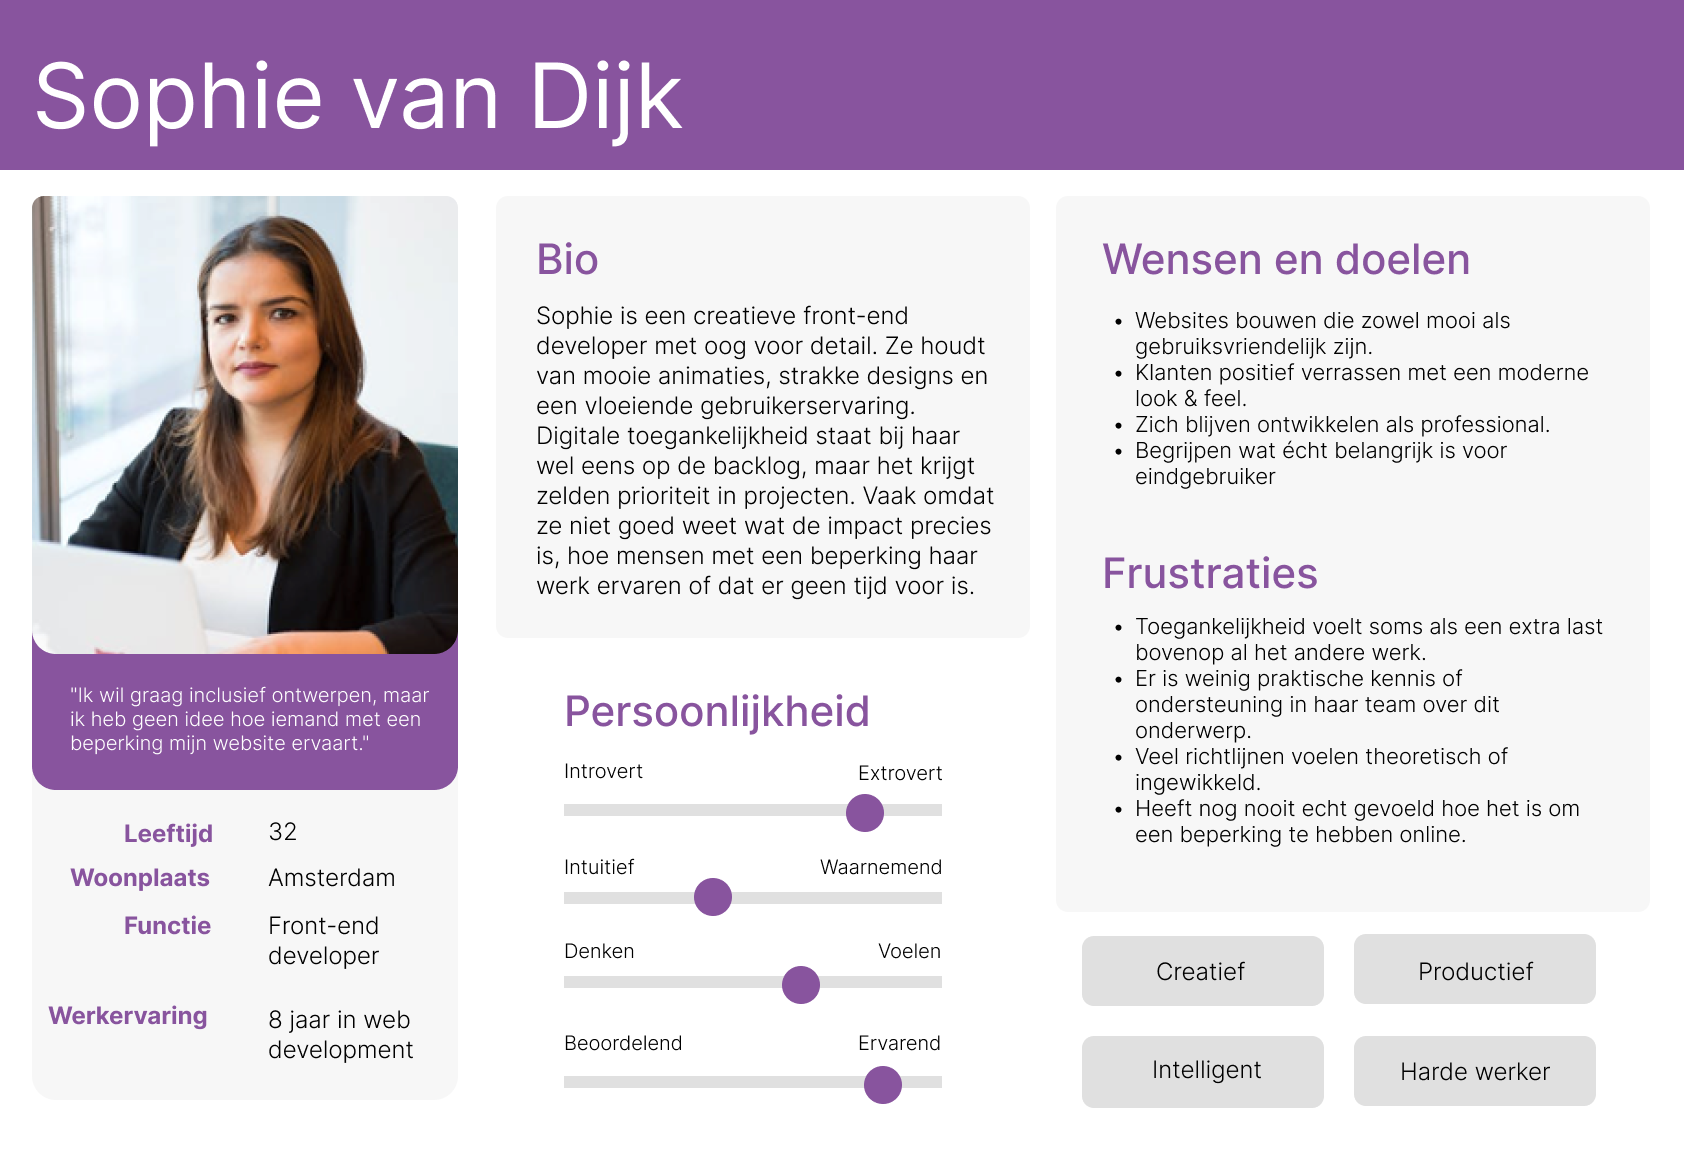 Sophie van Dijk
"Ik wil graag inclusief ontwerpen, maar
ik heb geen idee hoe iemand met een
beperking mijn website ervaart."
Leeftijd 32
Woonplaats Amsterdam
Functie Front-end
developer
Werkervaring 8 jaar in web
development
Bio
Sophie is een creatieve front-end
developer met oog voor detail. Ze houdt
van mooie animaties, strakke designs en
een vloeiende gebruikerservaring.
Digitale toegankelijkheid staat bij haar
wel eens op de backlog, maar het krijgt
zelden prioriteit in projecten. Vaak omdat
ze niet goed weet wat de impact precies
is, hoe mensen met een beperking haar
werk ervaren of dat er geen tijd voor is.
Persoonlijkheid
Introvert Extrovert
Intuitief Waarnemend
Denken Voelen
Beoordelend Ervarend
Wensen en doelen
• Websites bouwen die zowel mooi als
gebruiksvriendelijk zijn.
• Klanten positief verrassen met een moderne
look & feel.
• Zich blijven ontwikkelen als professional.
• Begrijpen wat écht belangrijk is voor
eindgebruiker
Frustraties
• Toegankelijkheid voelt soms als een extra last
bovenop al het andere werk.
• Er is weinig praktische kennis of
ondersteuning in haar team over dit
onderwerp.
• Veel richtlijnen voelen theoretisch of
ingewikkeld.
• Heeft nog nooit echt gevoeld hoe het is om
een beperking te hebben online.
Creatief Productief
Intelligent Harde werker